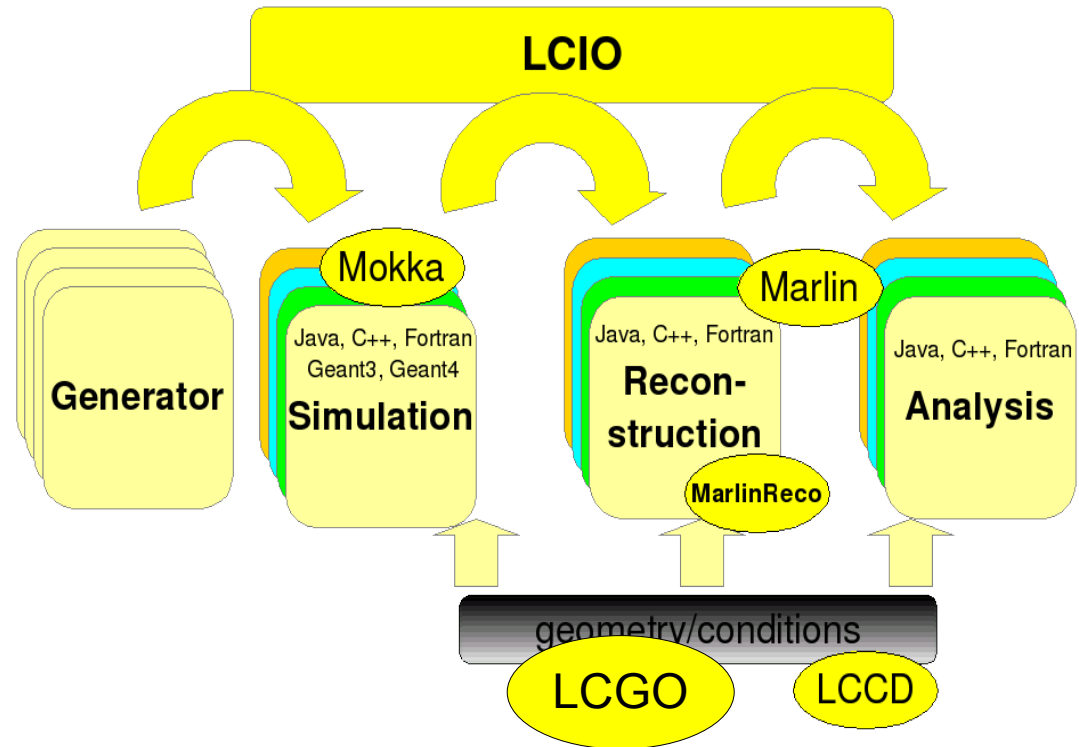 LCIO
Mokka
Marlin
Generator
Java, C++, Fortran
Geant3, Geant4
Simulation
Java, C++, Fortran
Recon-
struction
MarlinReco
Java, C++, Fortran
Analysis
geometry/conditions
LCGO
LCCD